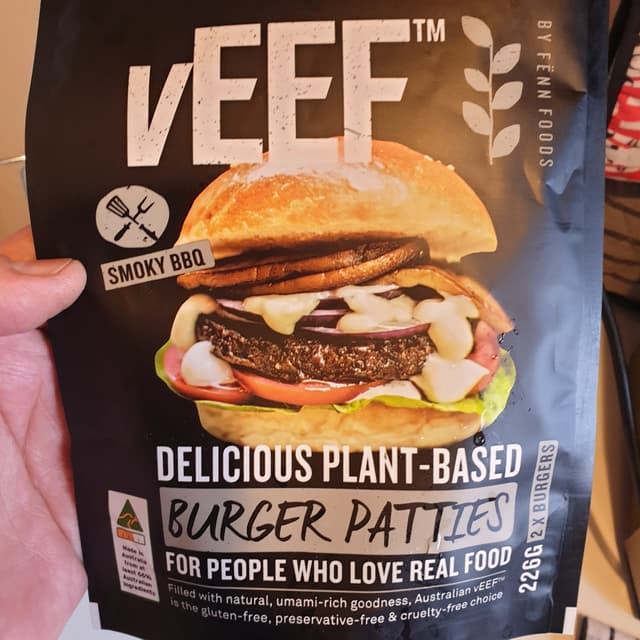 vEEF™
BY FËNN FOODS
SMOKY BBQ
DELICIOUS PLANT-BASED
BURGER PATTIES
FOR PEOPLE WHO LOVE REAL FOOD
Filled with natural, umami-rich goodness, Australian vEEF™
is the gluten-free, preservative-free & cruelty-free choice
226G 2 X BURGERS
Made in
Australia
from at
least 66%
Australian
ingredients